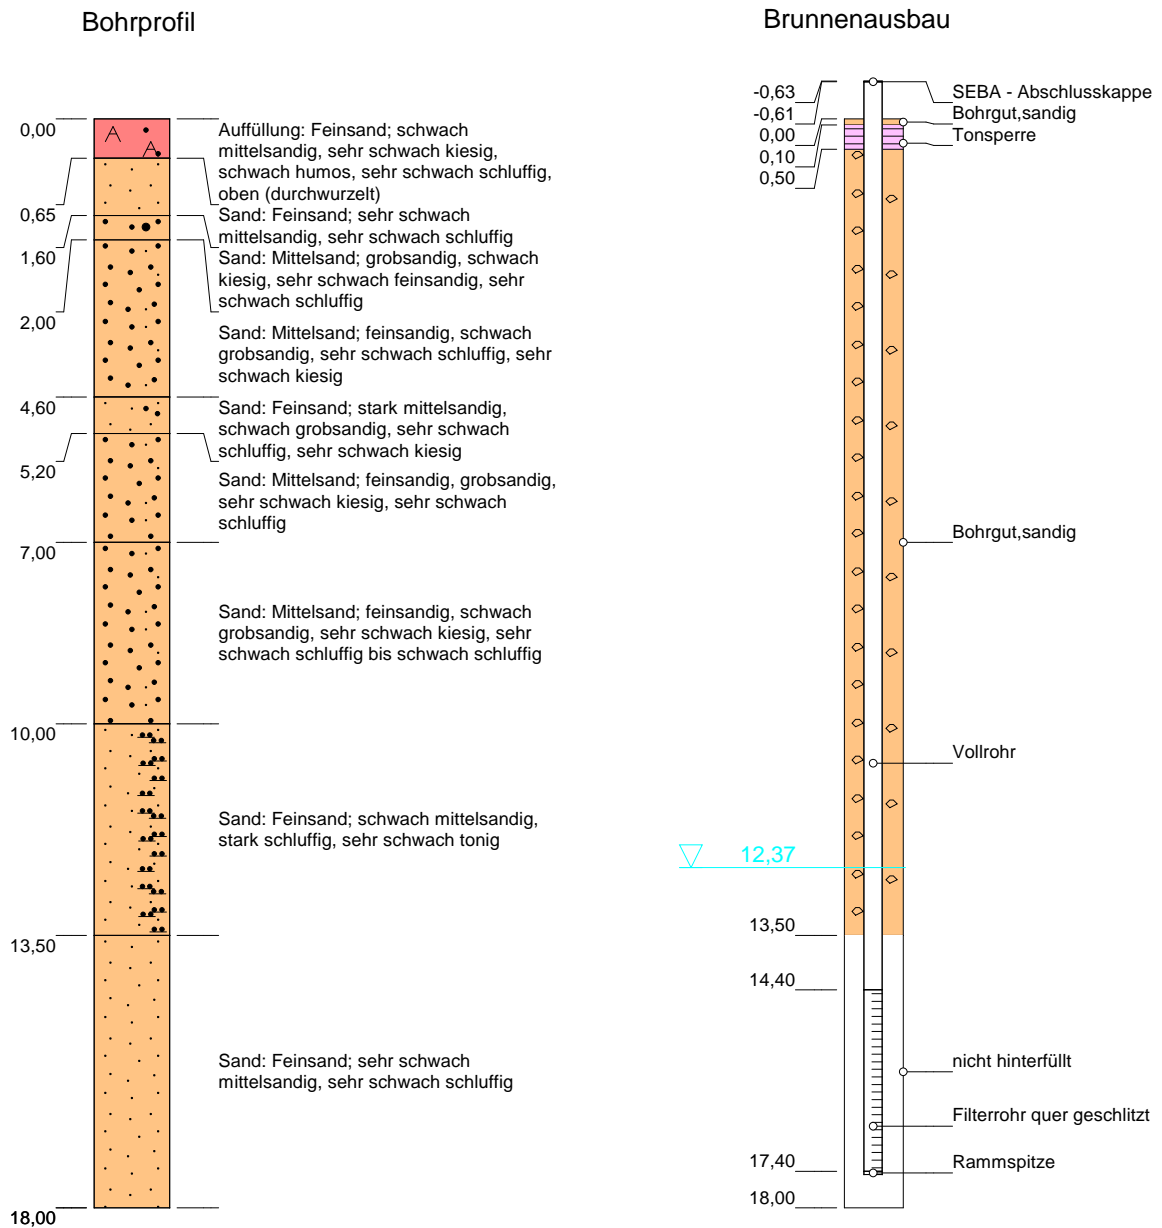 Bohrprofil
0,00
0,65
1,60
2,00
4,60
5,20
7,00
10,00
13,50
18,00
A
A
Auffüllung: Feinsand; schwach
mittelsandig, sehr schwach kiesig,
schwach humos, sehr schwach schluffig,
oben (durchwurzelt)
Sand: Feinsand; sehr schwach
mittelsandig, sehr schwach schluffig
Sand: Mittelsand; grobsandig, schwach
kiesig, sehr schwach feinsandig, sehr
schwach schluffig
Sand: Mittelsand; feinsandig, schwach
grobsandig, sehr schwach schluffig, sehr
schwach kiesig
Sand: Feinsand; stark mittelsandig,
schwach grobsandig, sehr schwach
schluffig, sehr schwach kiesig
Sand: Mittelsand; feinsandig, grobsandig,
sehr schwach kiesig, sehr schwach
schluffig
Sand: Mittelsand; feinsandig, schwach
grobsandig, sehr schwach kiesig, sehr
schwach schluffig bis schwach schluffig
Sand: Feinsand; schwach mittelsandig,
stark schluffig, sehr schwach tonig
Sand: Feinsand; sehr schwach
mittelsandig, sehr schwach schluffig
Brunnenausbau
-0,63
-0,61
0,00
0,10
0,50
12,37
13,50
14,40
17,40
18,00
SEBA - Abschlusskappe
Bohrgut,sandig
Tonsperre
Bohrgut,sandig
Vollrohr
nicht hinterfüllt
Filterrohr quer geschlitzt
Rammspitze